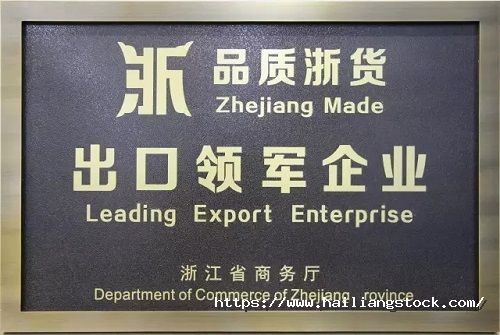 浙 品质浙货
Zhejiang Made
出口领军企业
Leading Export Enterprise
浙江省商务厅
Department of Commerce of Zhejiang rovince
https://www.hailiangstock.com/